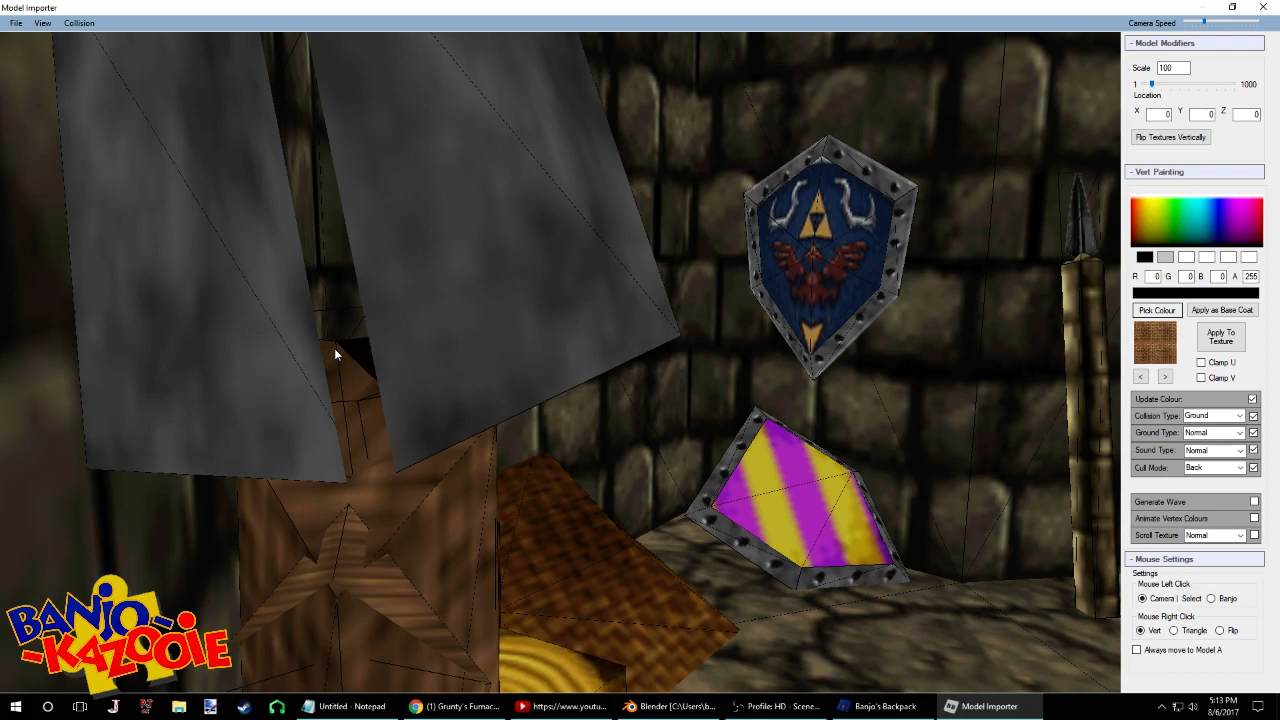 Model Importer
File View Collision
Camera Speed
- Model Modifiers
Scale 100
1 1000
Location
X 0 Y 0 Z 0
Flip Textures Vertically
- Vert Painting
R 0 G 0 B 0 A 255
Pick Colour Apply as Base Coat
Apply To
Texture
Clamp U
< > Clamp V
Update Colour:
Collision Type: Ground
Ground Type: Normal
Sound Type: Normal
Cull Mode: Back
Generate Wave
Animate Vertex Colours
Scroll Texture Normal
- Mouse Settings
Settings
Mouse Left Click
Camera | Select Banjo
Mouse Right Click
Vert Triangle Flip
Always move to Model A
BANJO-
-KAZOOIE
Untitled - Notepad (1) Grunty's Furnac... https://www.youtu... Blender [C:\Users\b... Profile: HD - Scene... Banjo's Backpack Model Importer
5:13 PM
8/6/2017